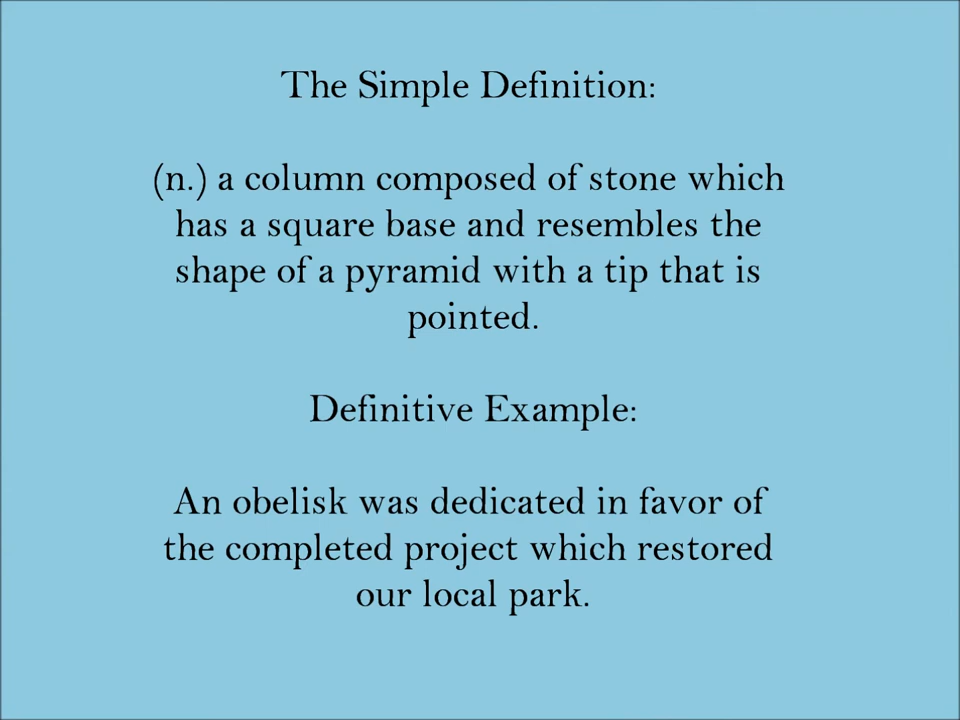 The Simple Definition:
(n.) a column composed of stone which
has a square base and resembles the
shape of a pyramid with a tip that is
pointed.
Definitive Example:
An obelisk was dedicated in favor of
the completed project which restored
our local park.